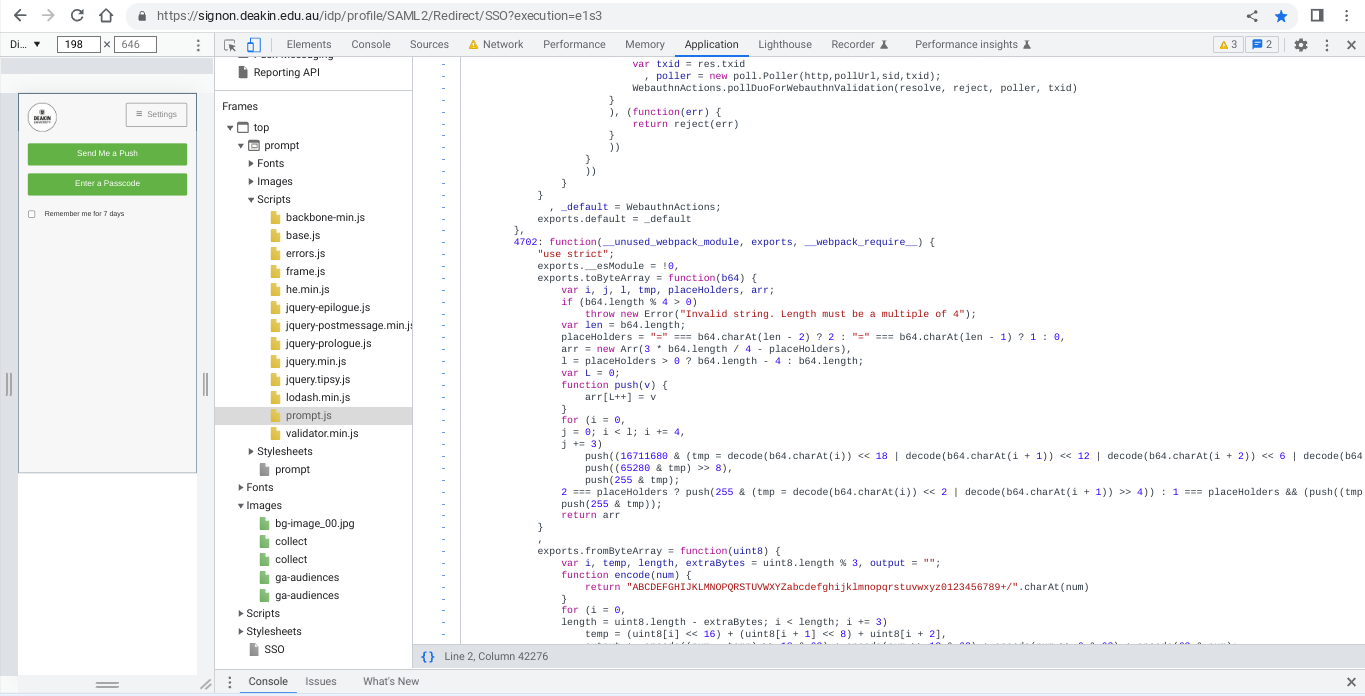 https://signon.deakin.edu.au/idp/profile/SAML2/Redirect/SSO?execution=e1s3
Di... ▼ 198 × 646
Elements Console Sources Network Performance Memory Application Lighthouse Recorder Performance insights 3 2
Reporting API
Frames
top
prompt
Fonts
Images
Scripts
backbone-min.js
base.js
errors.js
frame.js
he.min.js
jquery-epilogue.js
jquery-postmessage.min.js
jquery-prologue.js
jquery.min.js
jquery.tipsy.js
lodash.min.js
prompt.js
validator.min.js
Stylesheets
prompt
Fonts
Images
bg-image_00.jpg
collect
collect
ga-audiences
ga-audiences
Scripts
Stylesheets
SSO
DEAKIN
≡ Settings
Send Me a Push
Enter a Passcode
Remember me for 7 days
var txid = res.txid
, poller = new poll.Poller(http,pollUrl,sid,txid);
WebauthnActions.pollDuoForWebauthnValidation(resolve, reject, poller, txid)
}
), (function(err) {
return reject(err)
}
))
}
))
}
}
, _default = WebauthnActions;
exports.default = _default
},
4702: function(__unused_webpack_module, exports, __webpack_require__) {
"use strict";
exports.__esModule = !0,
exports.toByteArray = function(b64) {
var i, j, l, tmp, placeHolders, arr;
if (b64.length % 4 > 0)
throw new Error("Invalid string. Length must be a multiple of 4");
var len = b64.length;
placeHolders = "=" === b64.charAt(len - 2) ? 2 : "=" === b64.charAt(len - 1) ? 1 : 0,
arr = new Arr(3 * b64.length / 4 - placeHolders),
l = placeHolders > 0 ? b64.length - 4 : b64.length;
var L = 0;
function push(v) {
arr[L++] = v
}
for (i = 0,
j = 0; i < l; i += 4,
j += 3)
push((16711680 & (tmp = decode(b64.charAt(i)) << 18 | decode(b64.charAt(i + 1)) << 12 | decode(b64.charAt(i + 2)) << 6 | decode(b64
push((65280 & tmp) >> 8),
push(255 & tmp);
2 === placeHolders ? push(255 & (tmp = decode(b64.charAt(i)) << 2 | decode(b64.charAt(i + 1)) >> 4)) : 1 === placeHolders && (push((tmp
push(255 & tmp));
return arr
}
,
exports.fromByteArray = function(uint8) {
var i, temp, length, extraBytes = uint8.length % 3, output = "";
function encode(num) {
return "ABCDEFGHIJKLMNOPQRSTUVWXYZabcdefghijklmnopqrstuvwxyz0123456789+/".charAt(num)
}
for (i = 0,
length = uint8.length - extraBytes; i < length; i += 3)
temp = (uint8[i] << 16) + (uint8[i + 1] << 8) + uint8[i + 2],
{} Line 2, Column 42276
Console Issues What's New